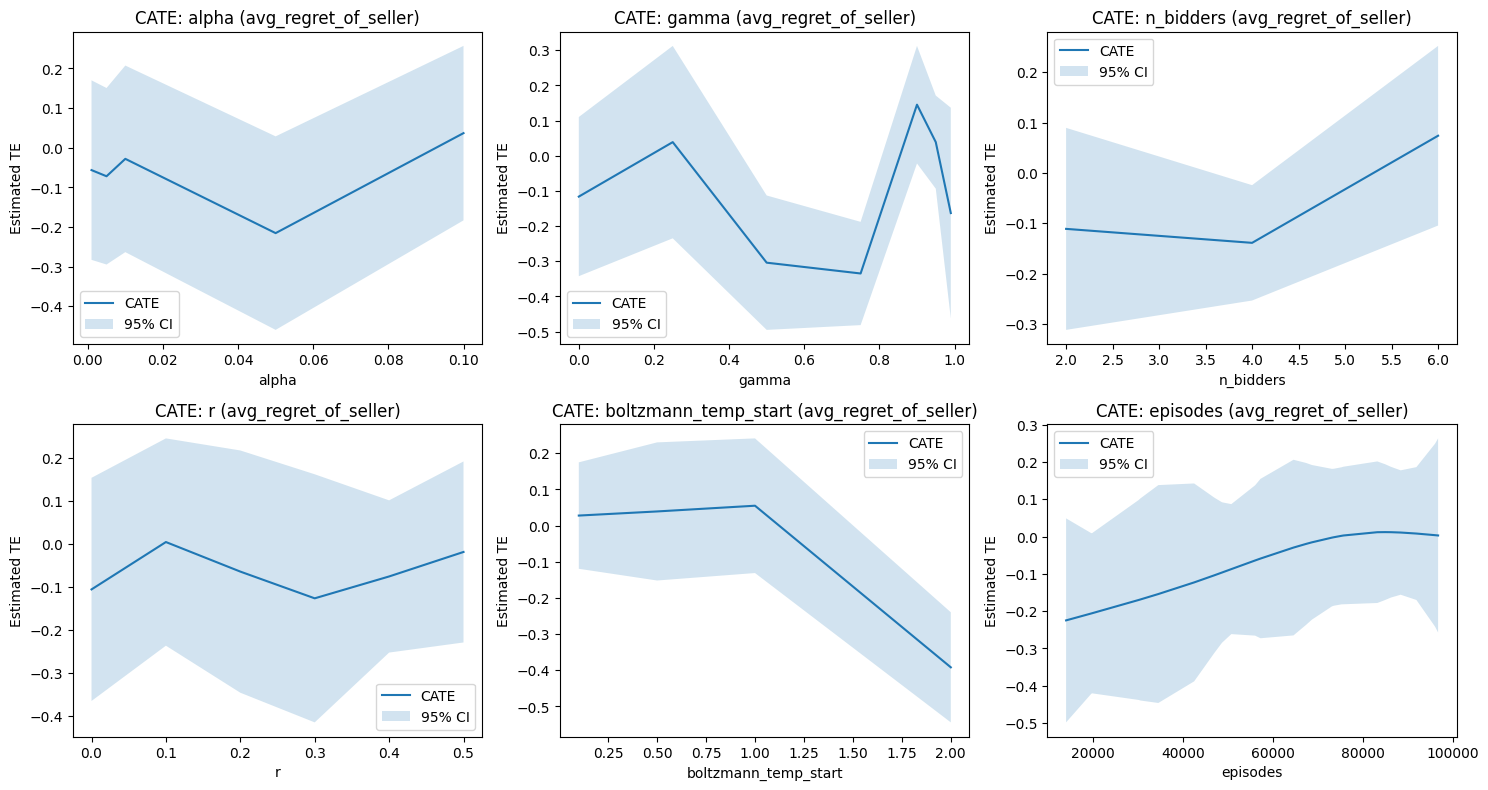 CATE: alpha (avg_regret_of_seller)
Estimated TE
0.2
0.1
0.0
−0.1
−0.2
−0.3
−0.4
CATE
95% CI
0.00
0.02
0.04
0.06
0.08
0.10
alpha
CATE: gamma (avg_regret_of_seller)
Estimated TE
0.3
0.2
0.1
0.0
−0.1
−0.2
−0.3
−0.4
−0.5
CATE
95% CI
0.0
0.2
0.4
0.6
0.8
1.0
gamma
CATE: n_bidders (avg_regret_of_seller)
CATE
95% CI
Estimated TE
0.2
0.1
0.0
−0.1
−0.2
−0.3
2.0
2.5
3.0
3.5
4.0
4.5
5.0
5.5
6.0
n_bidders
CATE: r (avg_regret_of_seller)
Estimated TE
0.2
0.1
0.0
−0.1
−0.2
−0.3
−0.4
CATE
95% CI
0.0
0.1
0.2
0.3
0.4
0.5
r
CATE: boltzmann_temp_start (avg_regret_of_seller)
CATE
95% CI
Estimated TE
0.2
0.1
0.0
−0.1
−0.2
−0.3
−0.4
−0.5
0.25
0.50
0.75
1.00
1.25
1.50
1.75
2.00
boltzmann_temp_start
CATE: episodes (avg_regret_of_seller)
CATE
95% CI
Estimated TE
0.3
0.2
0.1
0.0
−0.1
−0.2
−0.3
−0.4
−0.5
20000
40000
60000
80000
100000
episodes